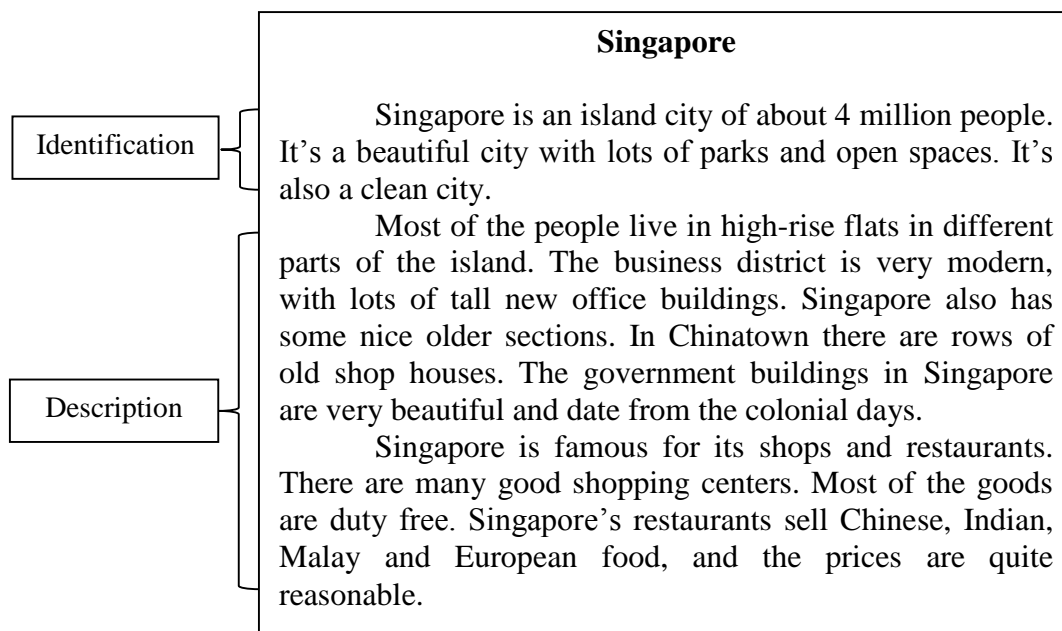 Singapore
Identification
Singapore is an island city of about 4 million people.
It’s a beautiful city with lots of parks and open spaces. It’s
also a clean city.
Description
Most of the people live in high-rise flats in different
parts of the island. The business district is very modern,
with lots of tall new office buildings. Singapore also has
some nice older sections. In Chinatown there are rows of
old shop houses. The government buildings in Singapore
are very beautiful and date from the colonial days.
Singapore is famous for its shops and restaurants.
There are many good shopping centers. Most of the goods
are duty free. Singapore’s restaurants sell Chinese, Indian,
Malay and European food, and the prices are quite
reasonable.